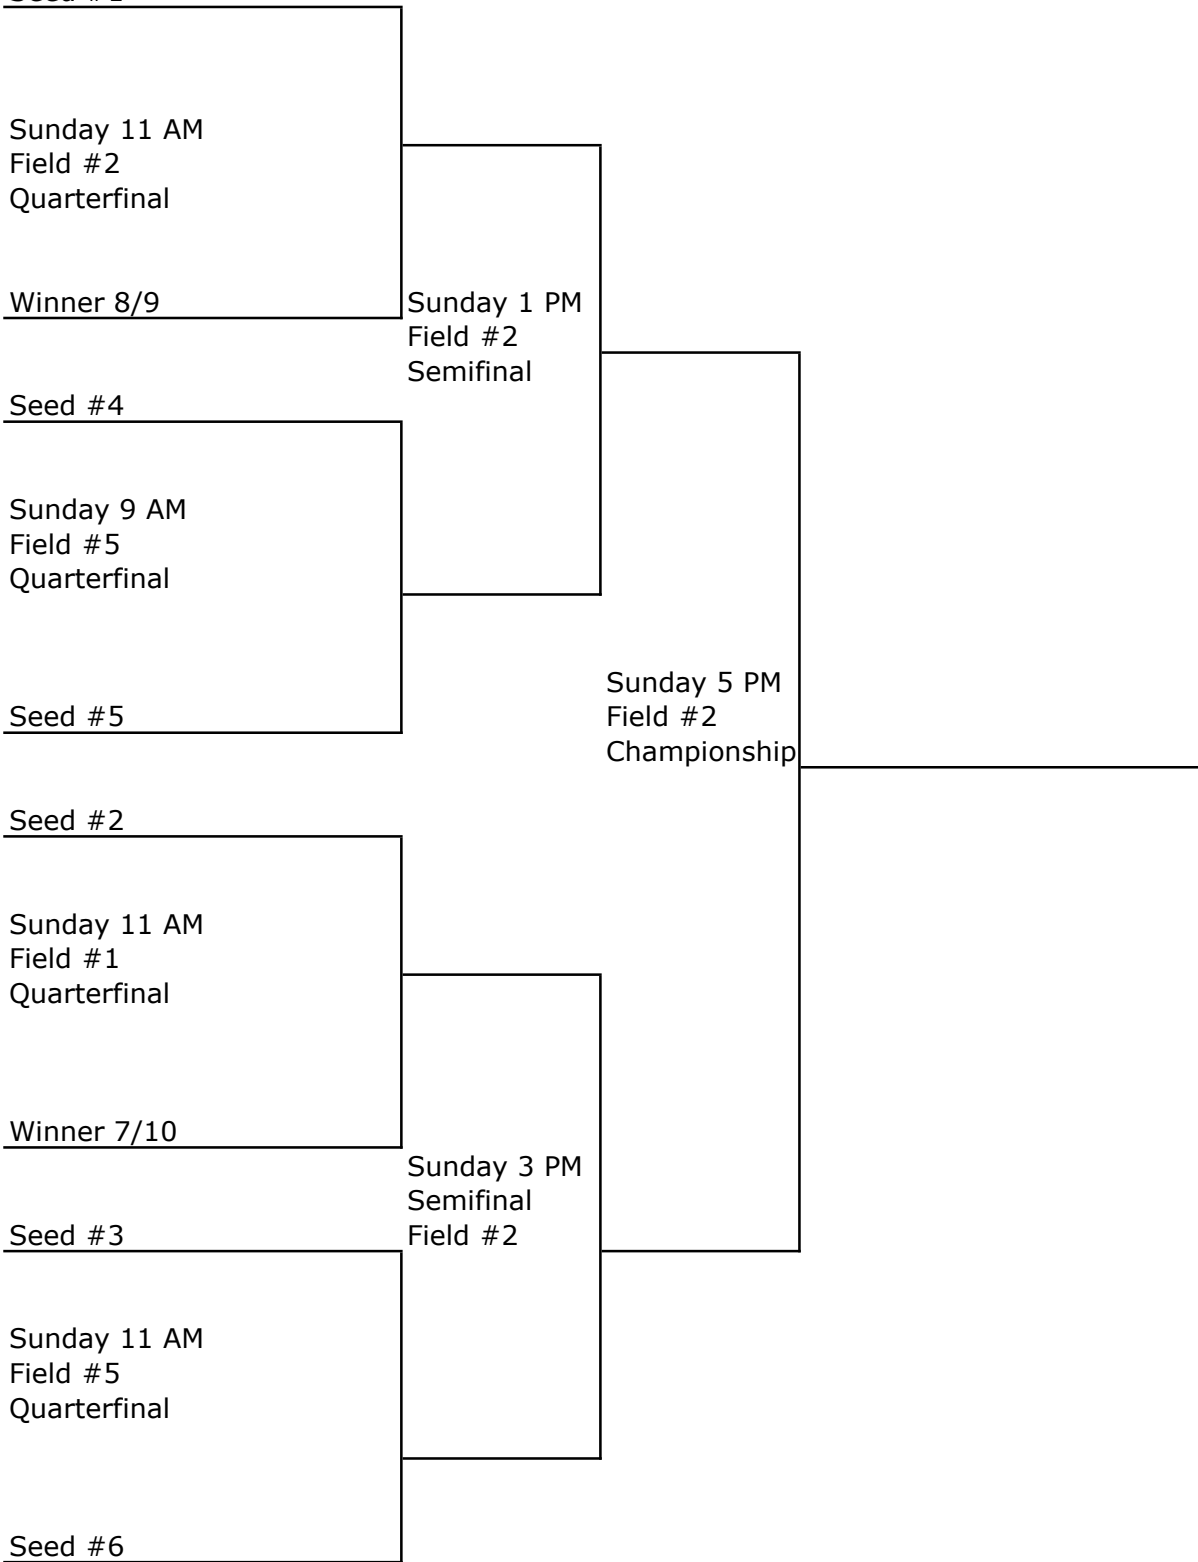 Sunday 11 AM
Field #2
Quarterfinal
Winner 8/9
Sunday 1 PM
Field #2
Semifinal
Seed #4
Sunday 9 AM
Field #5
Quarterfinal
Seed #5
Sunday 5 PM
Field #2
Championship
Seed #2
Sunday 11 AM
Field #1
Quarterfinal
Winner 7/10
Sunday 3 PM
Semifinal
Field #2
Seed #3
Sunday 11 AM
Field #5
Quarterfinal
Seed #6